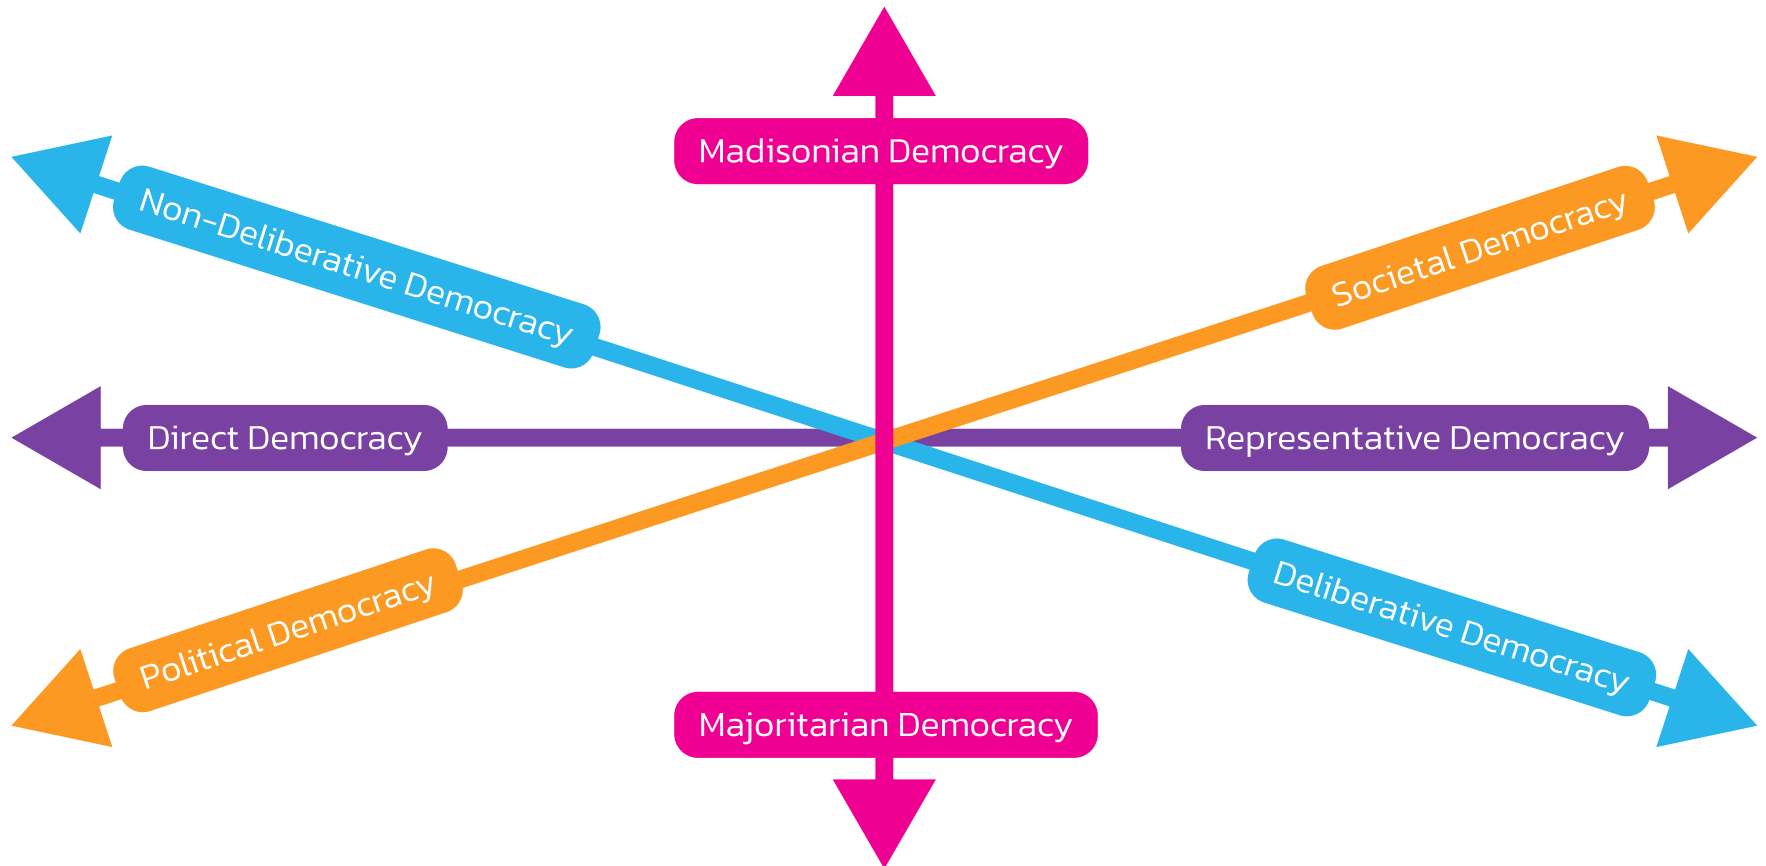 Madisonian Democracy
Non-Deliberative Democracy
Societal Democracy
Direct Democracy
Representative Democracy
Political Democracy
Deliberative Democracy
Majoritarian Democracy